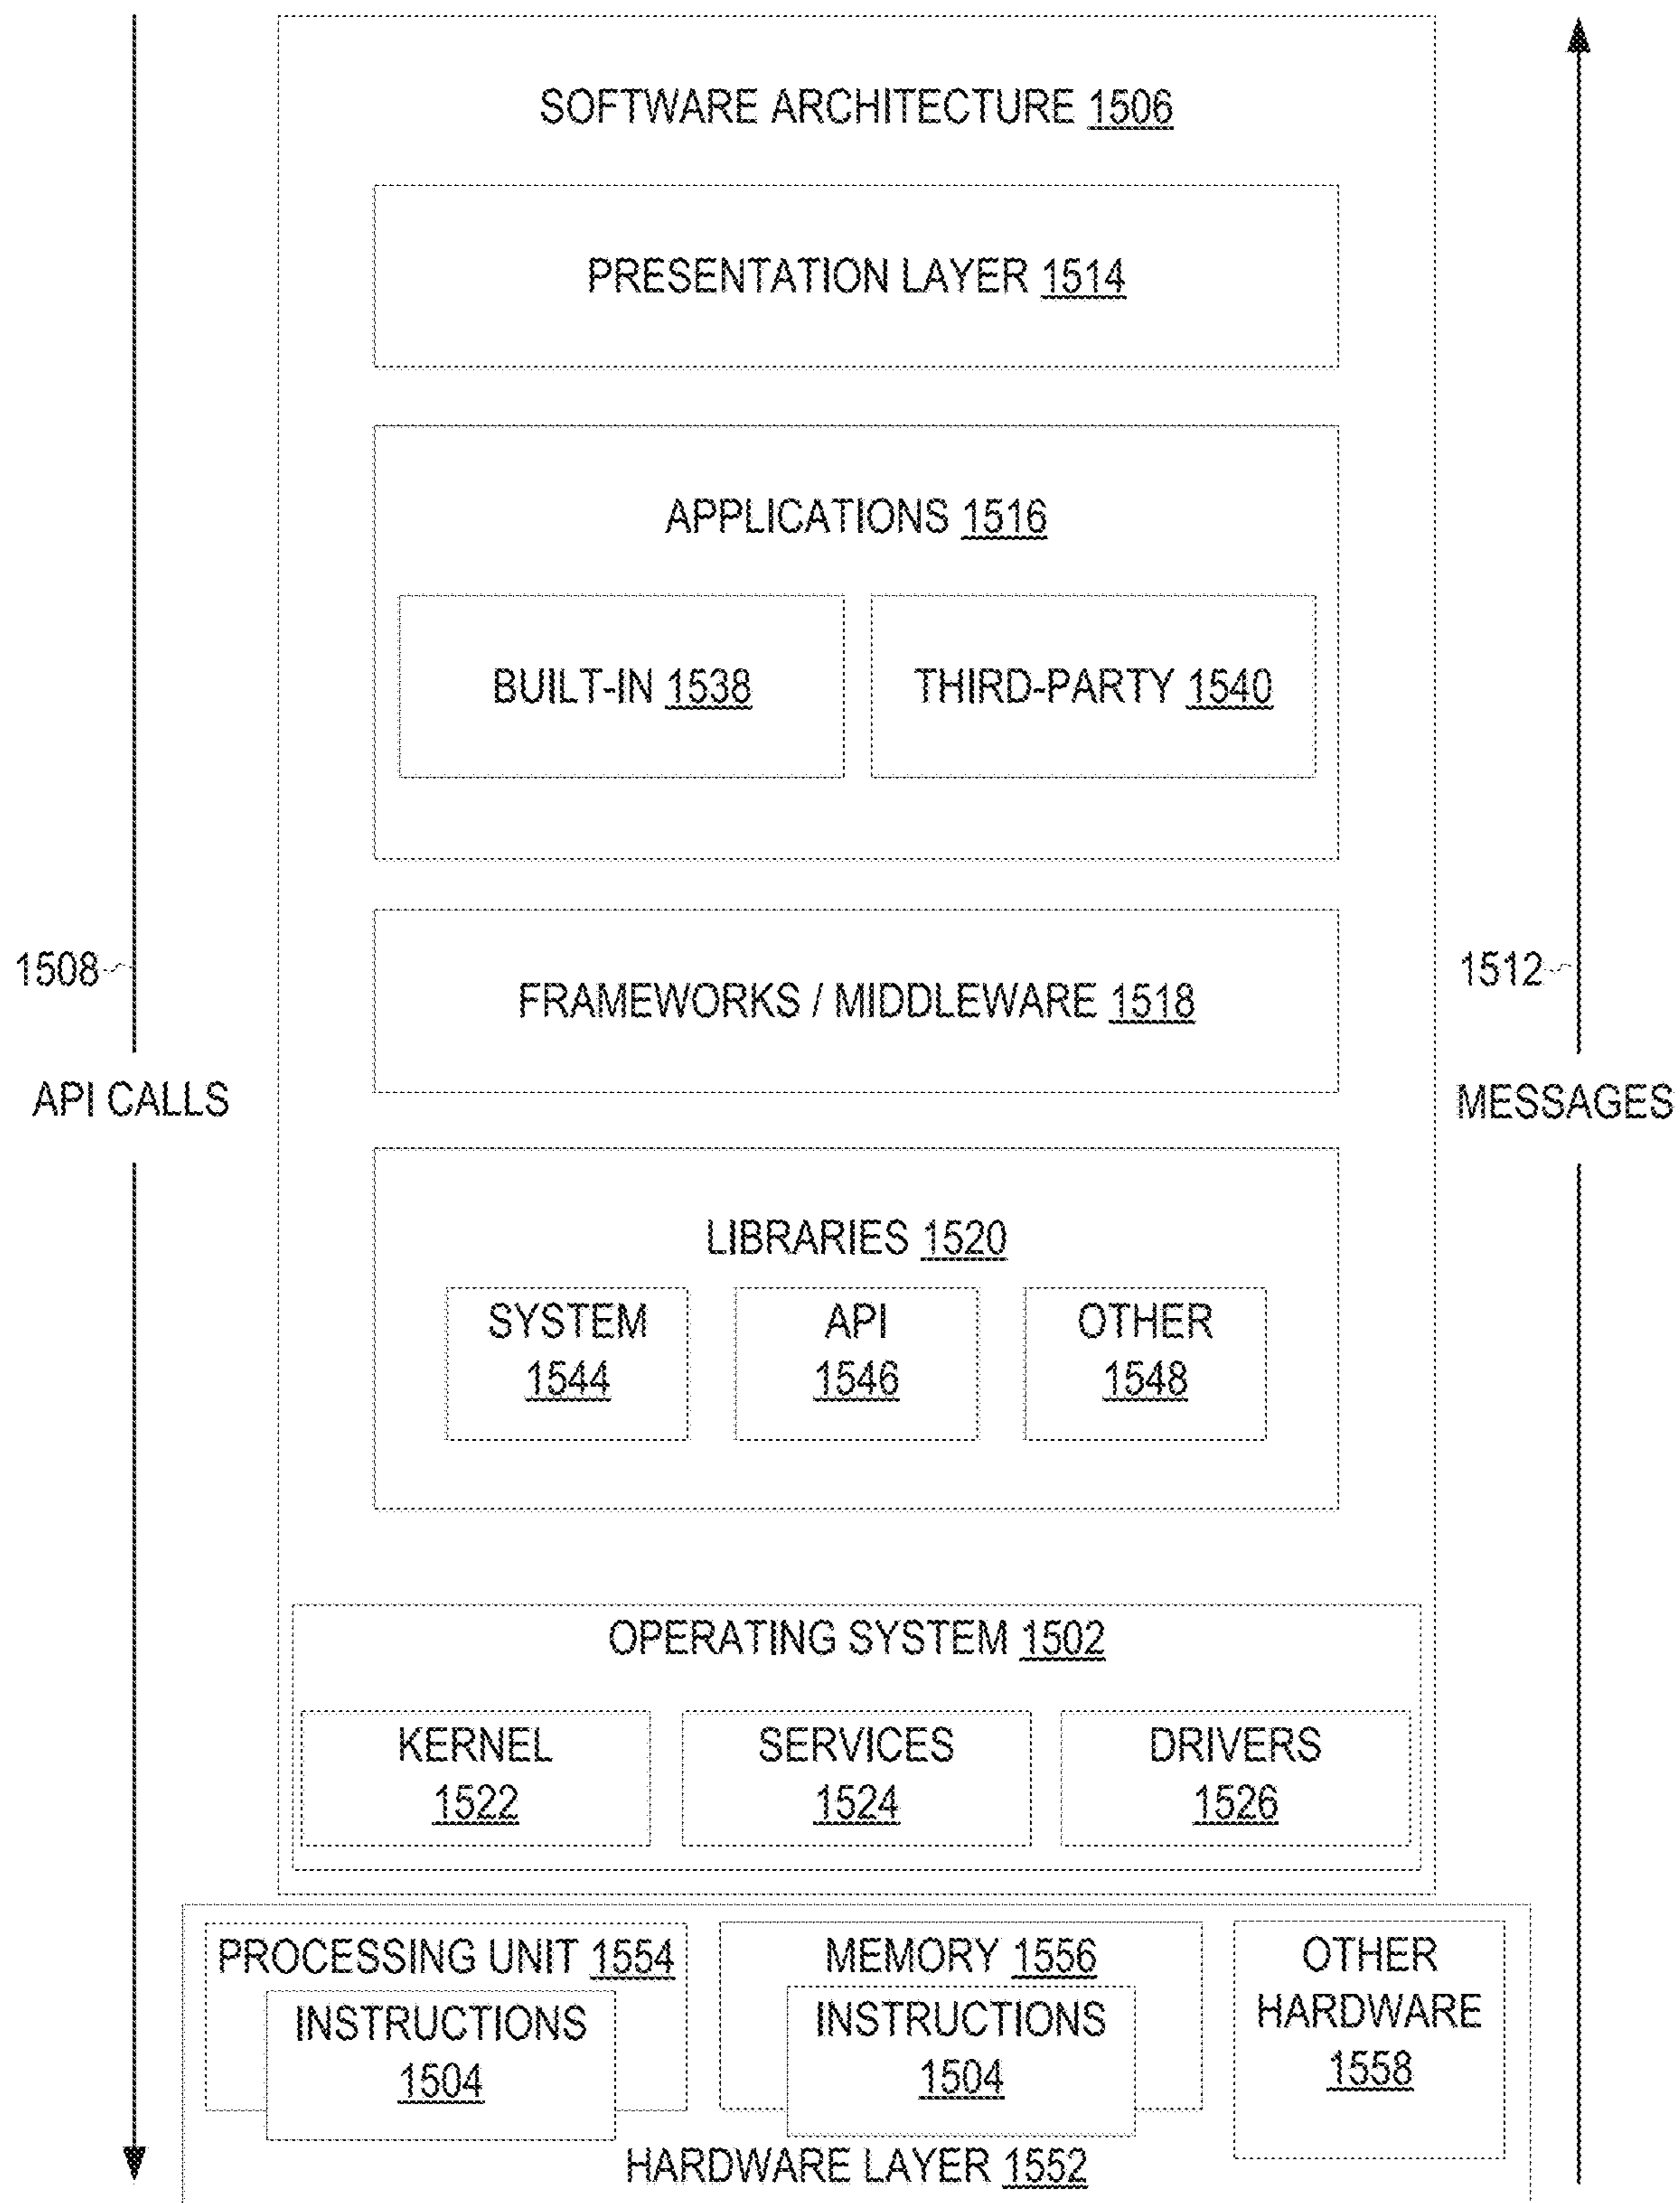 SOFTWARE ARCHITECTURE 1506
PRESENTATION LAYER 1514
APPLICATIONS 1516
BUILT-IN 1538
THIRD-PARTY 1540
1508
1512
FRAMEWORKS / MIDDLEWARE 1518
API CALLS
MESSAGES
LIBRARIES 1520
SYSTEM
1544
API
1546
OTHER
1548
OPERATING SYSTEM 1502
KERNEL
1522
SERVICES
1524
DRIVERS
1526
PROCESSING UNIT 1554
INSTRUCTIONS
1504
MEMORY 1556
INSTRUCTIONS
1504
OTHER
HARDWARE
1558
HARDWARE LAYER 1552